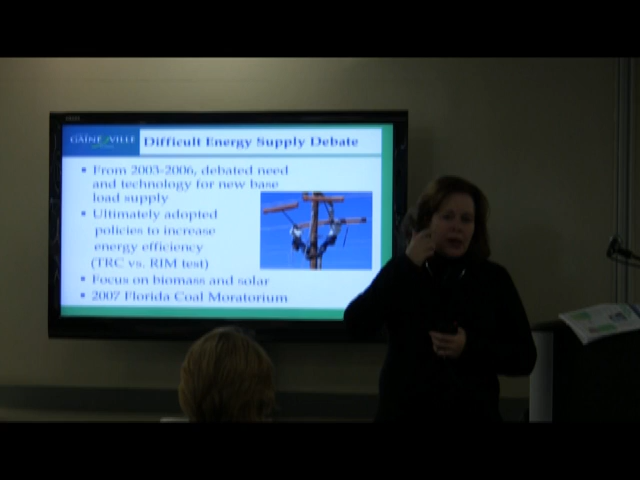 GAINESVILLE
Difficult Energy Supply Debate
▪ From 2003-2006, debated need
and technology for new base
load supply
▪ Ultimately adopted
policies to increase
energy efficiency
(TRC vs. RIM test)
▪ Focus on biomass and solar
▪ 2007 Florida Coal Moratorium